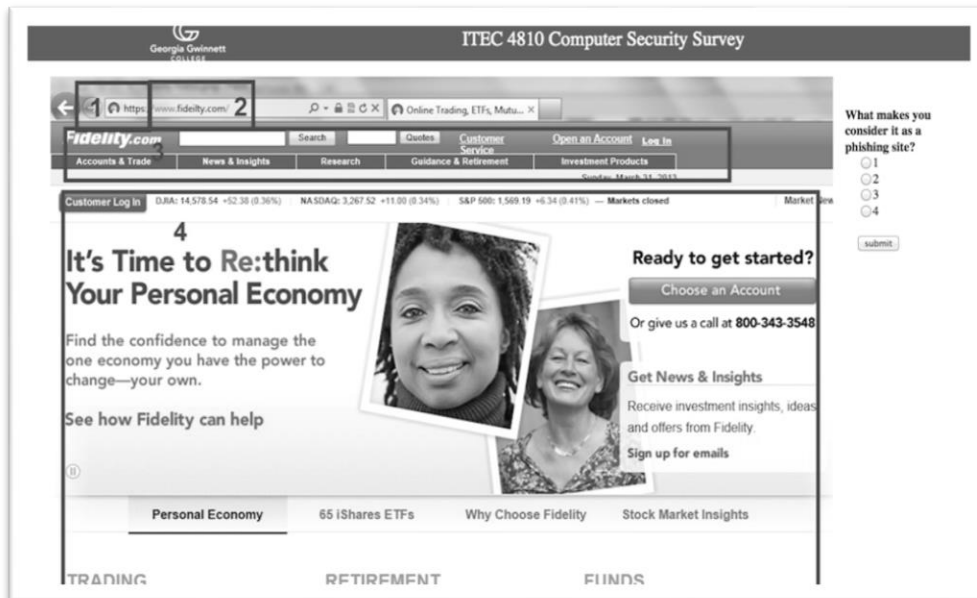 Georgia Gwinnett
COLLEGE
ITEC 4810 Computer Security Survey
1
https://www.fideilty.com/
2
Online Trading, ETFs, Mutu...
Fidelity.com
Search
Quotes
Customer
Service
Open an Account
Log In
3
Accounts & Trade
News & Insights
Research
Guidance & Retirement
Investment Products
Sunday, March 31, 2013
Customer Log In
DJIA: 14,578.54 +52.38 (0.36%)
NASDAQ: 3,267.52 +11.00 (0.34%)
S&P 500: 1,569.19 +6.34 (0.41%) — Markets closed
Market New
4
It's Time to Re:think
Your Personal Economy
Find the confidence to manage the
one economy you have the power to
change—your own.
See how Fidelity can help
Ready to get started?
Choose an Account
Or give us a call at 800-343-3548
Get News & Insights
Receive investment insights, ideas
and offers from Fidelity.
Sign up for emails
Personal Economy
65 iShares ETFs
Why Choose Fidelity
Stock Market Insights
TRADING
RETIREMENT
FUNDS
What makes you
consider it as a
phishing site?
1
2
3
4
submit